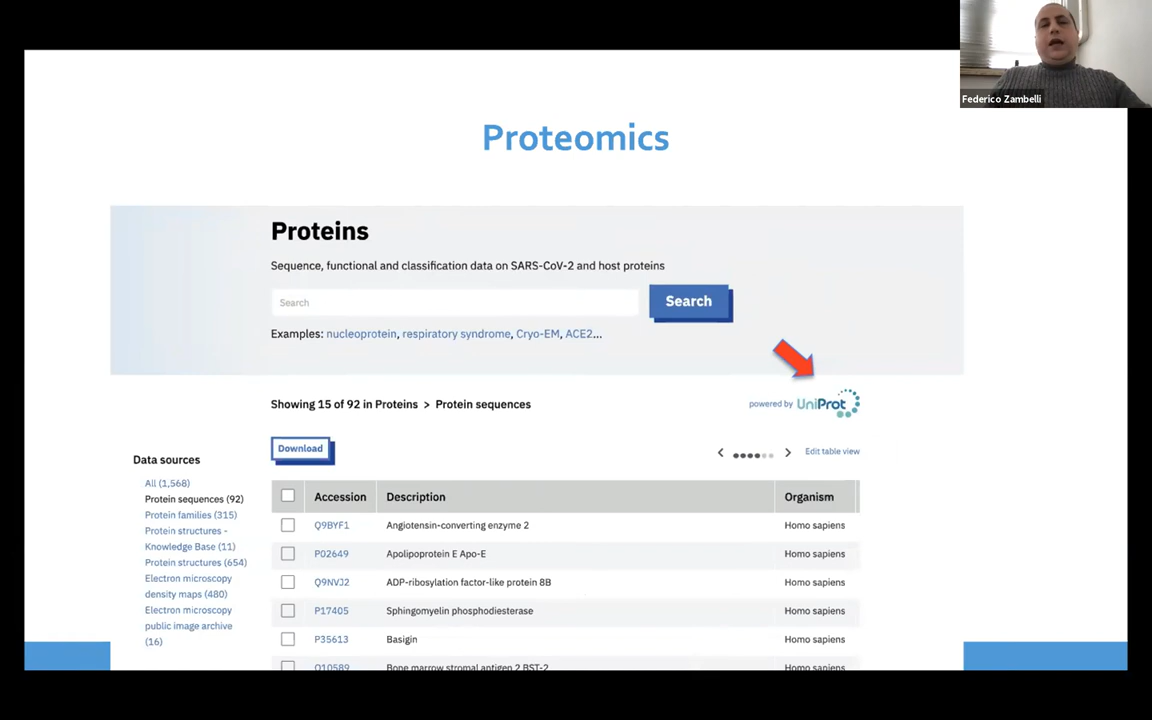 Federico Zambelli
Proteomics
Proteins
Sequence, functional and classification data on SARS-CoV-2 and host proteins
Search
Search
Examples: nucleoprotein, respiratory syndrome, Cryo-EM, ACE2...
Showing 15 of 92 in Proteins > Protein sequences
powered by UniProt
Download
Edit table view
Data sources
All (1,568)
Protein sequences (92)
Protein families (315)
Protein structures -
Knowledge Base (11)
Protein structures (654)
Electron microscopy
density maps (480)
Electron microscopy
public image archive
(16)
Accession Description Organism
Q9BYF1 Angiotensin-converting enzyme 2 Homo sapiens
P02649 Apolipoprotein E Apo-E Homo sapiens
Q9NVJ2 ADP-ribosylation factor-like protein 8B Homo sapiens
P17405 Sphingomyelin phosphodiesterase Homo sapiens
P35613 Basigin Homo sapiens
Q10589 Bone marrow stromal antigen 2 BST-2 Homo sapiens